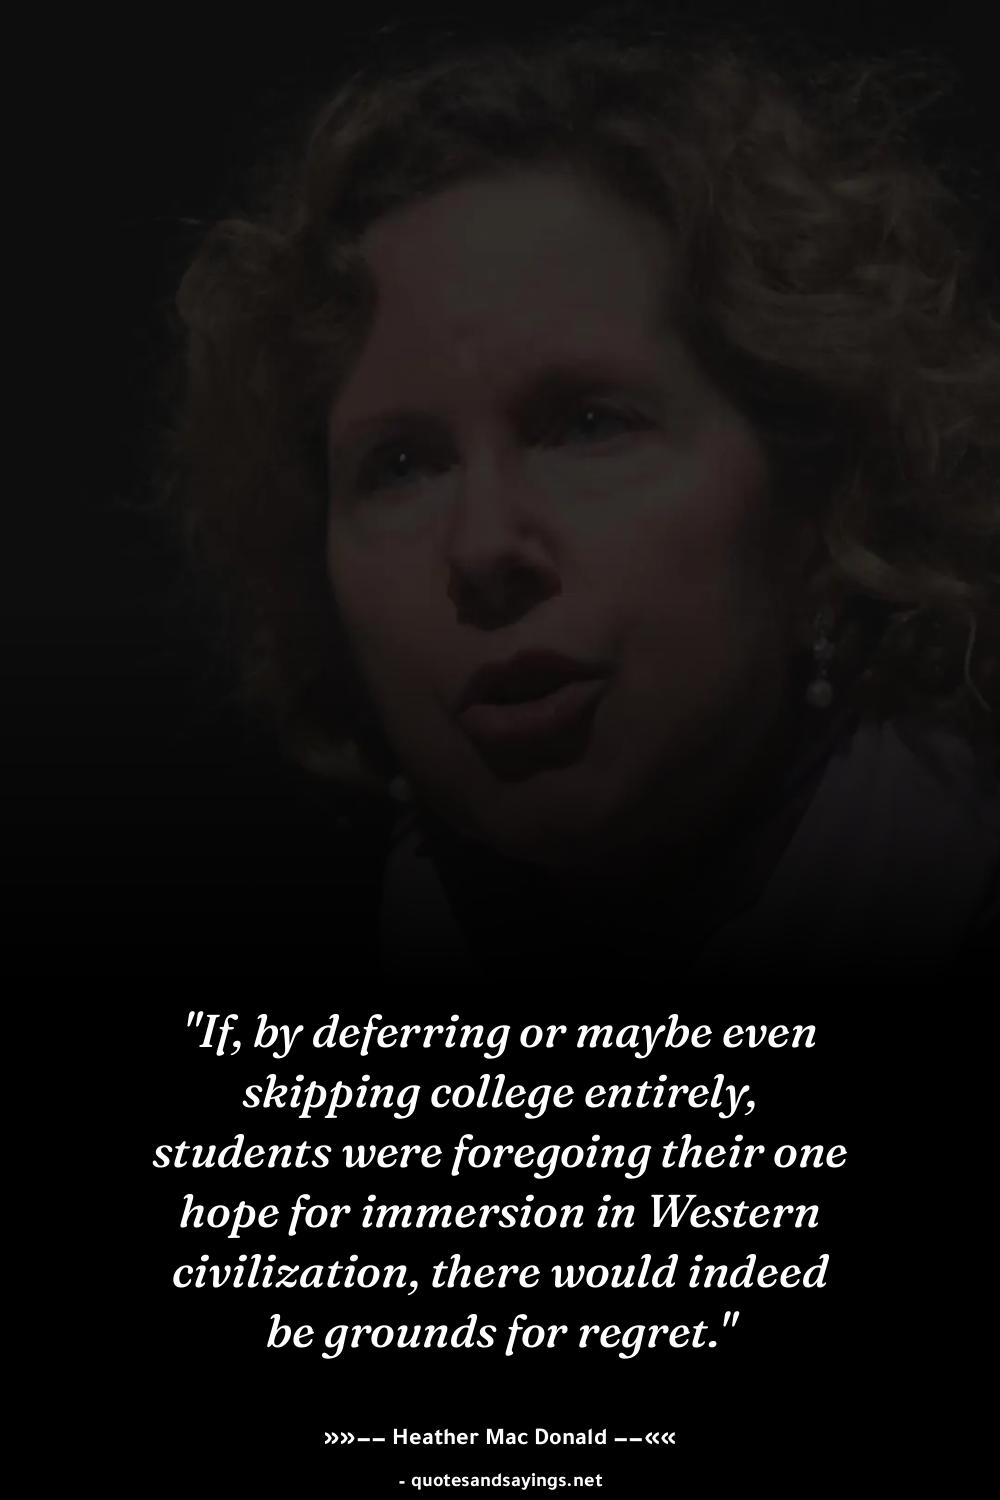 "If, by deferring or maybe even
skipping college entirely,
students were foregoing their one
hope for immersion in Western
civilization, there would indeed
be grounds for regret."
»»−− Heather Mac Donald −−««
- quotesandsayings.net